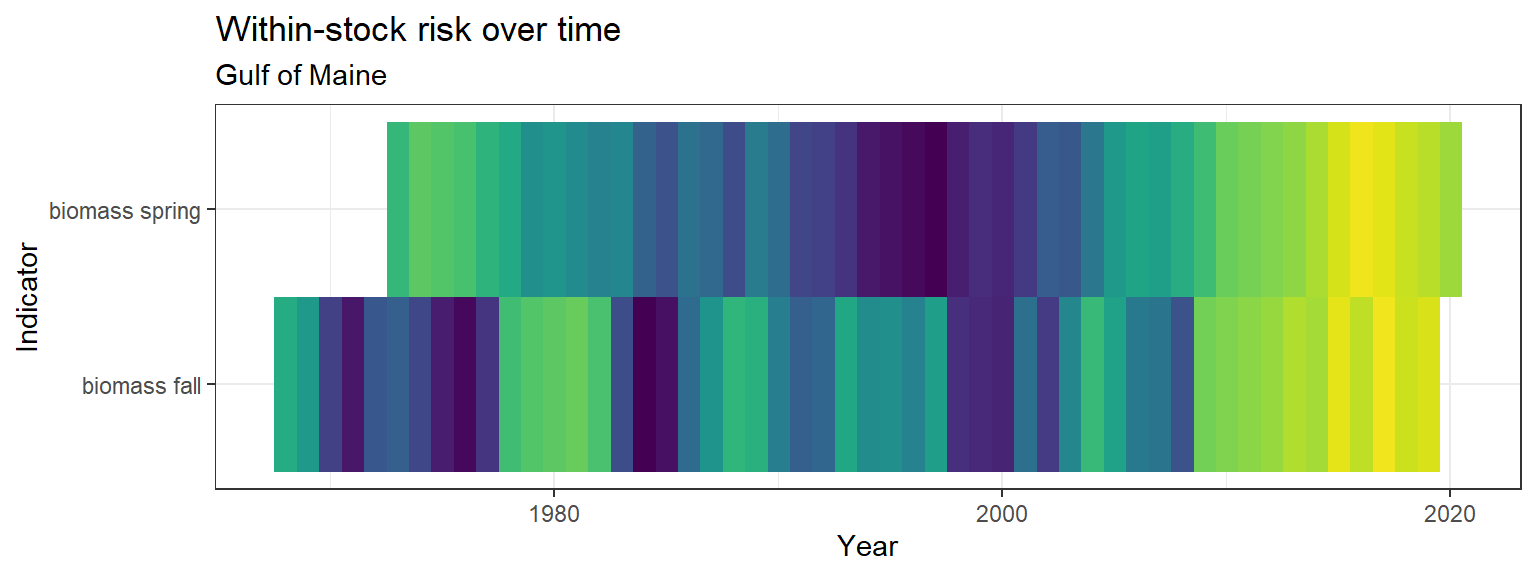 Within-stock risk over time
Gulf of Maine
Indicator
biomass spring
biomass fall
1980
2000
2020
Year